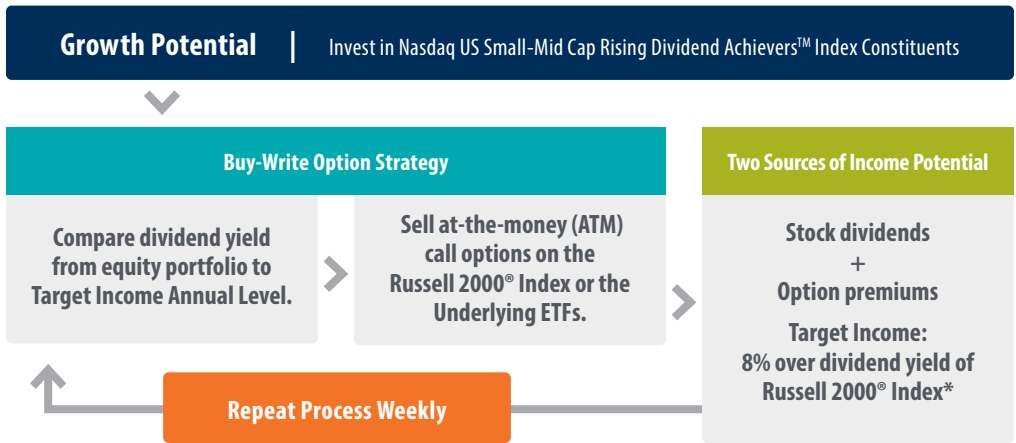 Growth Potential | Invest in Nasdaq US Small-Mid Cap Rising Dividend Achievers™ Index Constituents
Buy-Write Option Strategy
Compare dividend yield
from equity portfolio to
Target Income Annual Level.
Sell at-the-money (ATM)
call options on the
Russell 2000® Index or the
Underlying ETFs.
Two Sources of Income Potential
Stock dividends
+
Option premiums
Target Income:
8% over dividend yield of
Russell 2000® Index*
Repeat Process Weekly